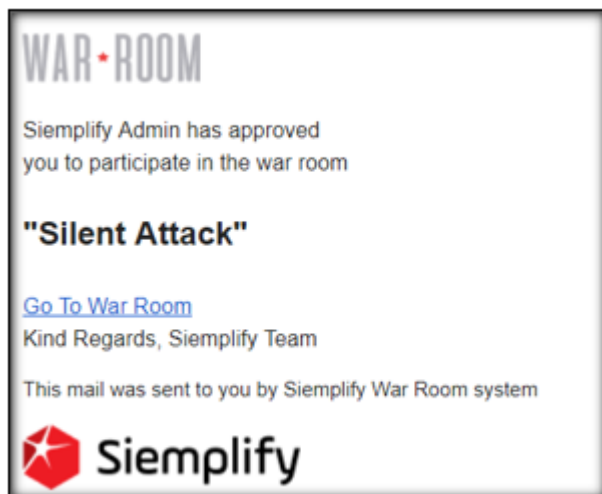 WAR ROOM
Siemplify Admin has approved
you to participate in the war room
"Silent Attack"
Go To War Room
Kind Regards, Siemplify Team
This mail was sent to you by Siemplify War Room system
Siemplify